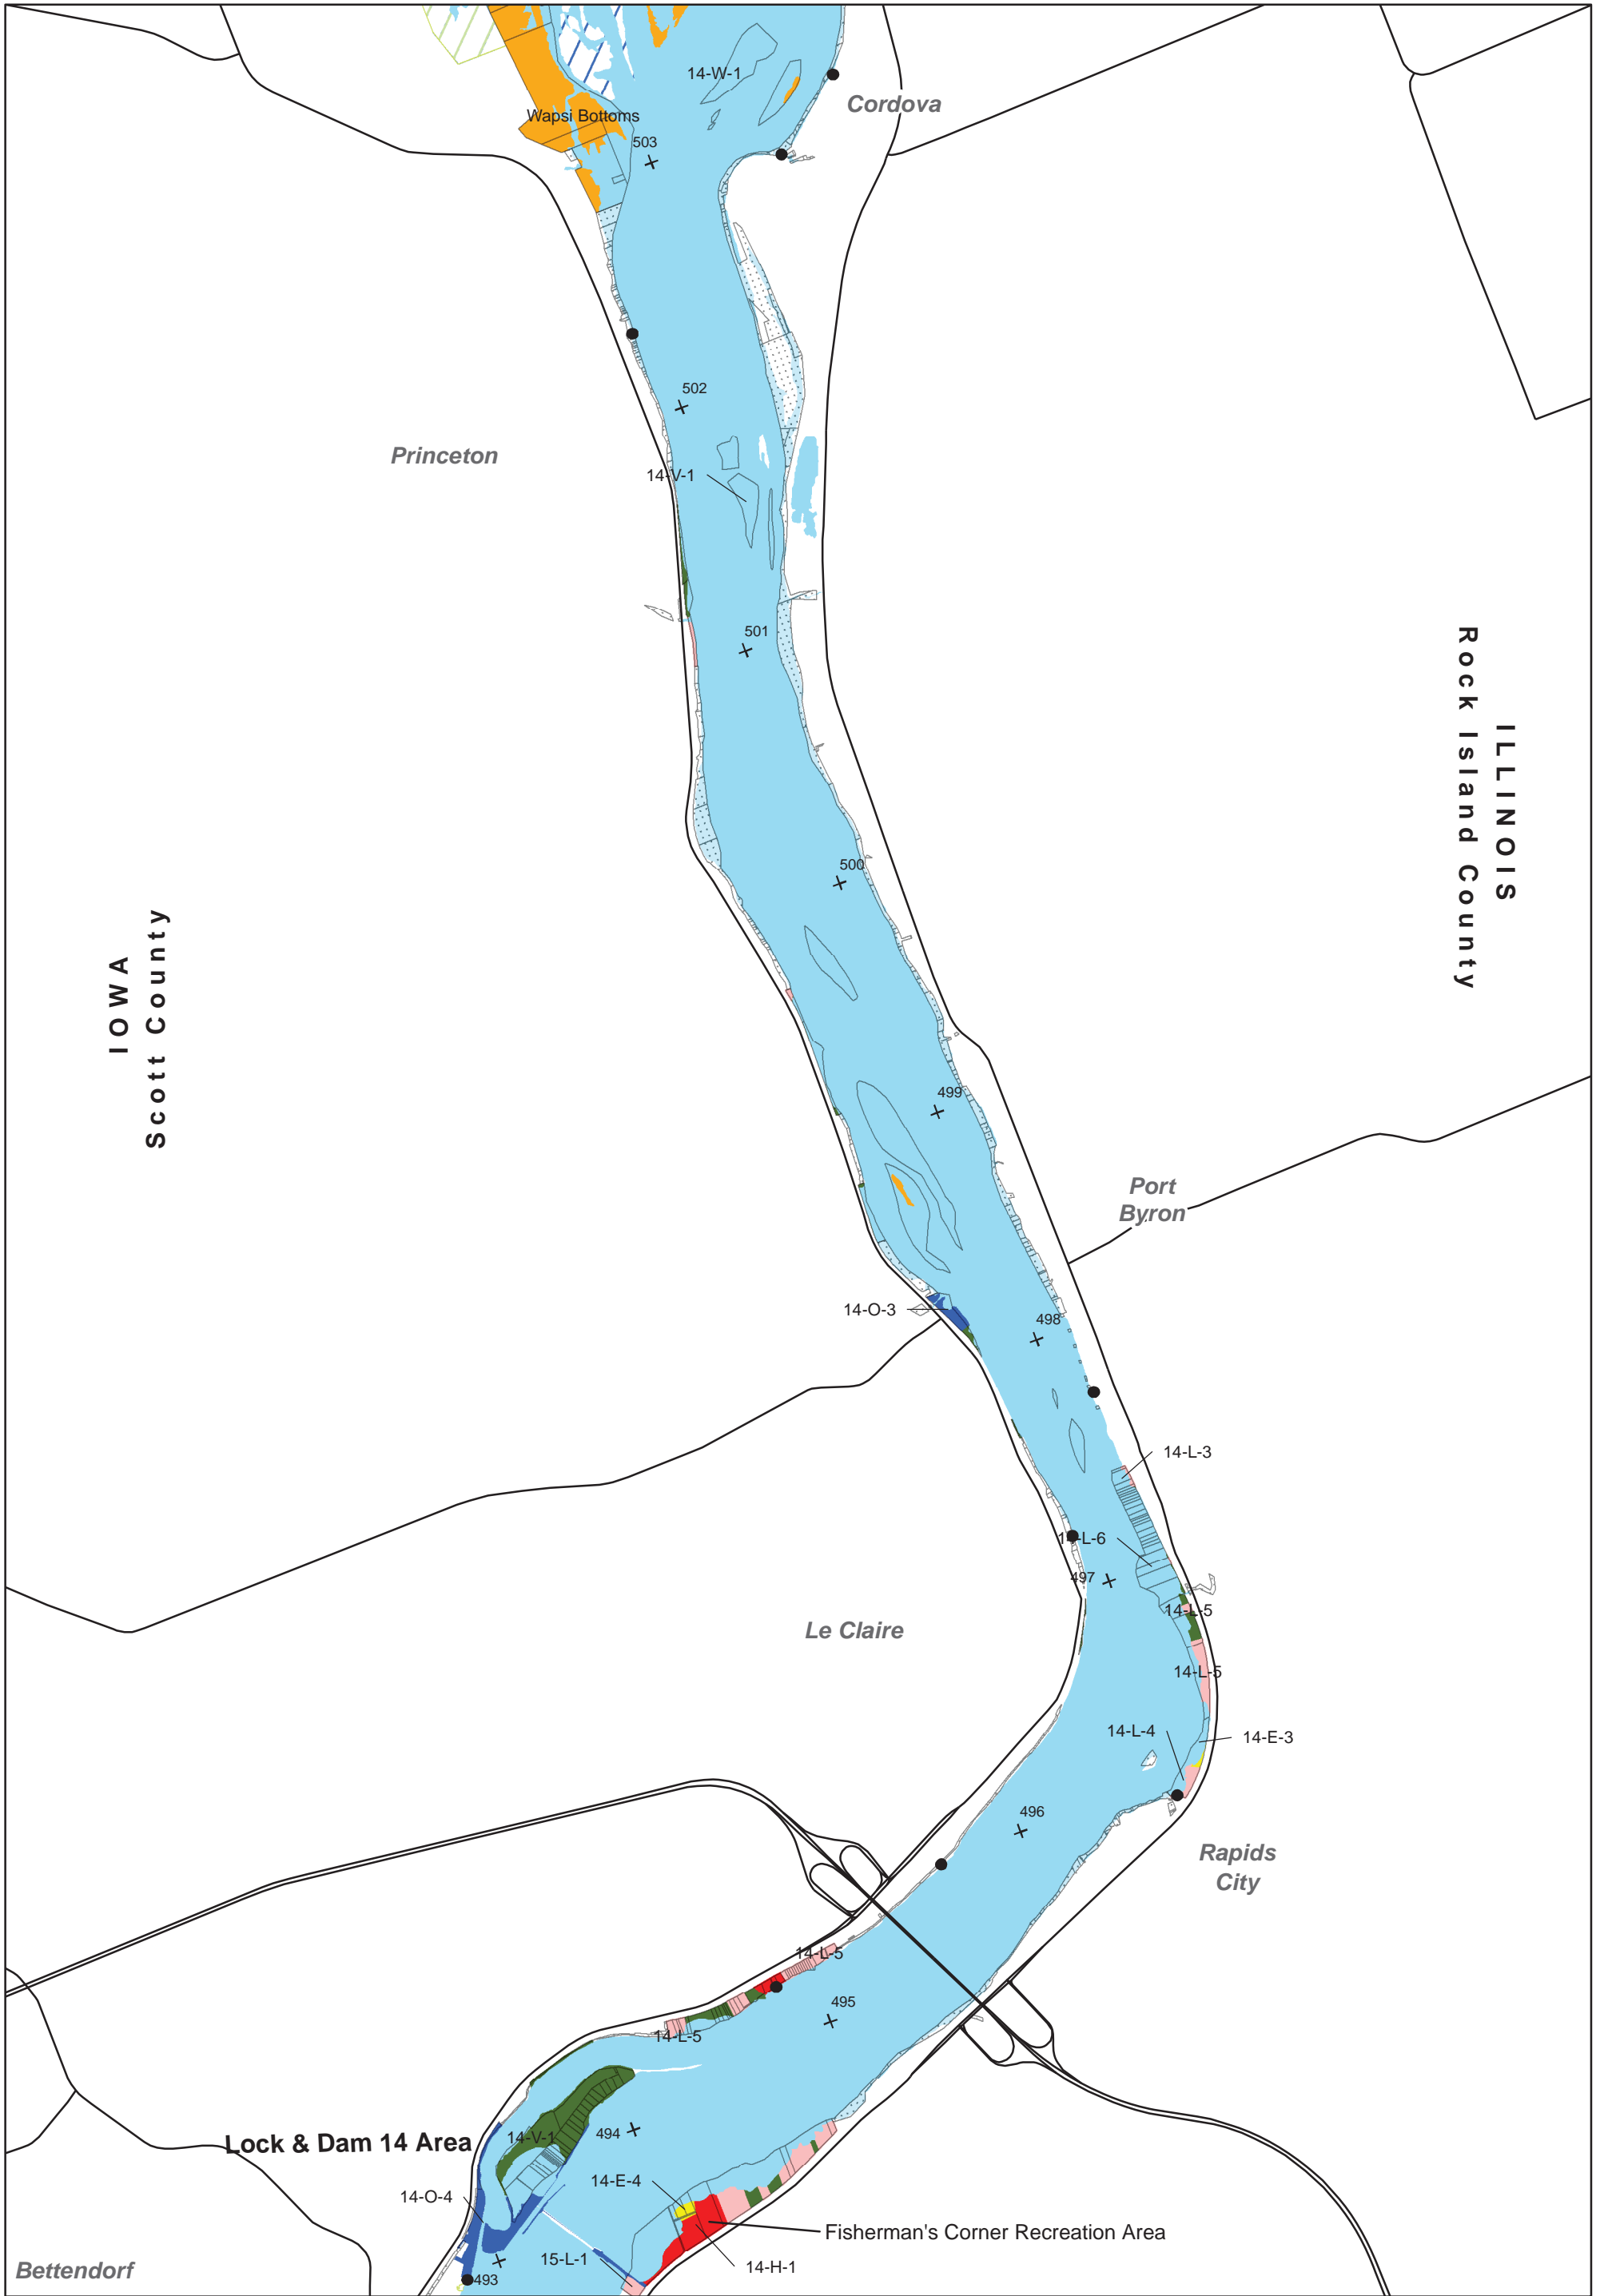 14-W-1
Cordova
Wapsi Bottoms
503
502
Princeton
14-V-1
501
ILLINOIS
Rock Island County
500
IOWA
Scott County
499
Port
Byron
14-O-3
498
14-L-3
14-L-6
497
14-L-5
Le Claire
14-L-5
14-L-4
14-E-3
496
Rapids
City
14-L-5
495
14-L-5
494
14-V-1
Lock & Dam 14 Area
14-E-4
14-O-4
Fisherman's Corner Recreation Area
15-L-1
14-H-1
Bettendorf
493